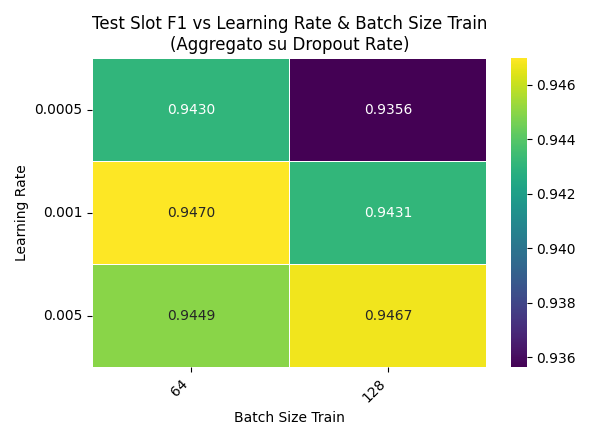 Test Slot F1 vs Learning Rate & Batch Size Train
(Aggregato su Dropout Rate)
Learning Rate
0.0005 0.9430 0.9356
0.001 0.9470 0.9431
0.005 0.9449 0.9467
64 128
Batch Size Train
0.946
0.944
0.942
0.940
0.938
0.936